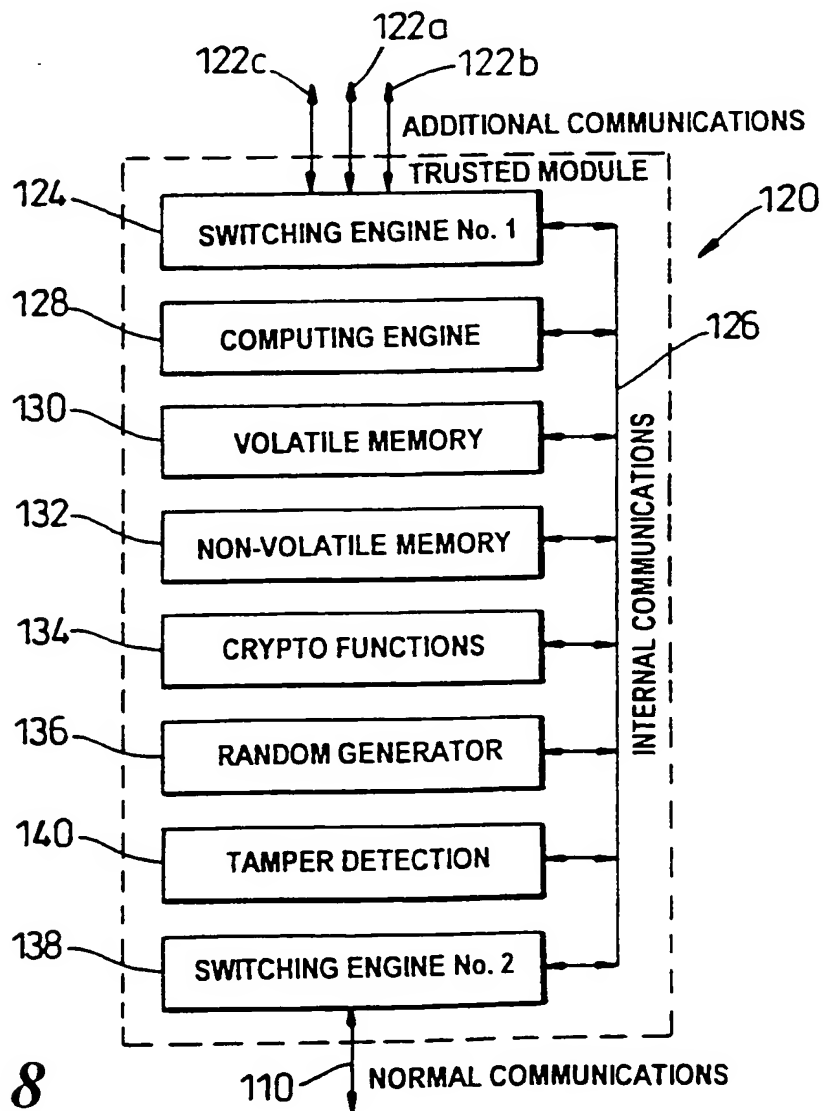 122a
122c
122b
ADDITIONAL COMMUNICATIONS
TRUSTED MODULE
124
SWITCHING ENGINE No. 1
120
128
COMPUTING ENGINE
126
130
VOLATILE MEMORY
132
NON-VOLATILE MEMORY
INTERNAL COMMUNICATIONS
134
CRYPTO FUNCTIONS
136
RANDOM GENERATOR
140
TAMPER DETECTION
138
SWITCHING ENGINE No. 2
8
110
NORMAL COMMUNICATIONS